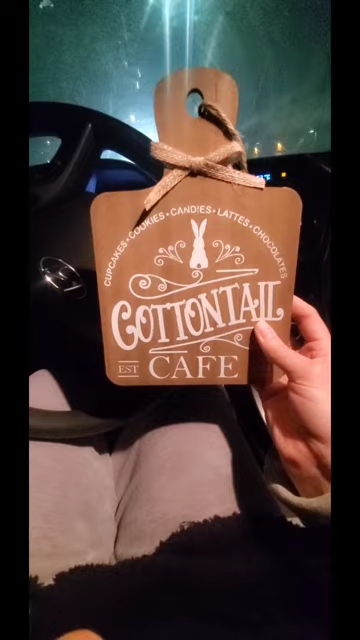 CUPCAKES • COOKIES • CANDIES • LATTES • CHOCOLATES
COTTONTAIL
EST CAFE